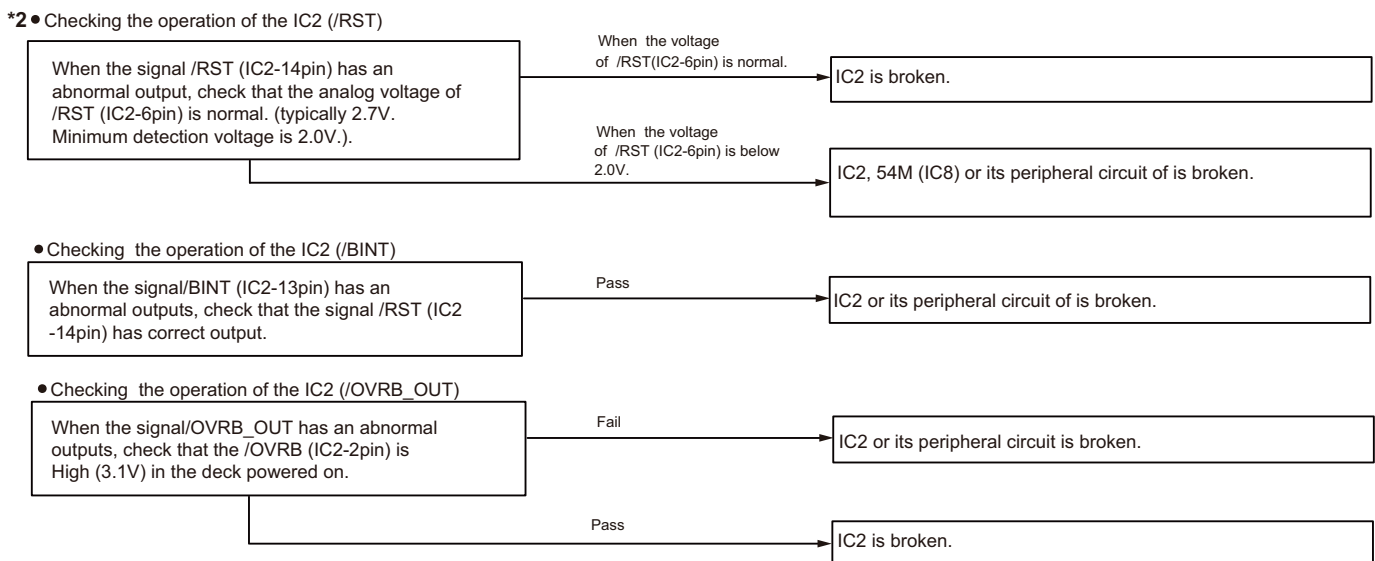 *2● Checking the operation of the IC2 (/RST)
When the signal /RST (IC2-14pin) has an
abnormal output, check that the analog voltage of
/RST (IC2-6pin) is normal. (typically 2.7V.
Minimum detection voltage is 2.0V.).
When the voltage
of /RST(IC2-6pin) is normal.
IC2 is broken.
When the voltage
of /RST (IC2-6pin) is below
2.0V.
IC2, 54M (IC8) or its peripheral circuit of is broken.
● Checking the operation of the IC2 (/BINT)
When the signal/BINT (IC2-13pin) has an
abnormal outputs, check that the signal /RST (IC2
-14pin) has correct output.
Pass
IC2 or its peripheral circuit of is broken.
● Checking the operation of the IC2 (/OVRB_OUT)
When the signal/OVRB_OUT has an abnormal
outputs, check that the /OVRB (IC2-2pin) is
High (3.1V) in the deck powered on.
Fail
IC2 or its peripheral circuit is broken.
Pass
IC2 is broken.